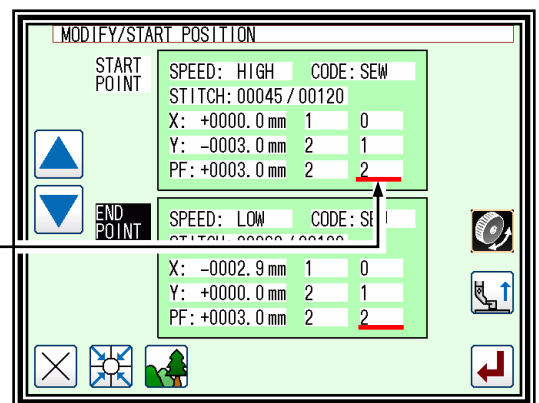 MODIFY/START POSITION
START
POINT
SPEED: HIGH CODE: SEW
STITCH: 00045 / 00120
X: +0000.0 mm 1 0
Y: -0003.0 mm 2 1
PF: +0003.0 mm 2 2
END
POINT
SPEED: LOW CODE:
X: -0002.9 mm 1 0
Y: +0000.0 mm 2 1
PF: +0003.0 mm 2 2